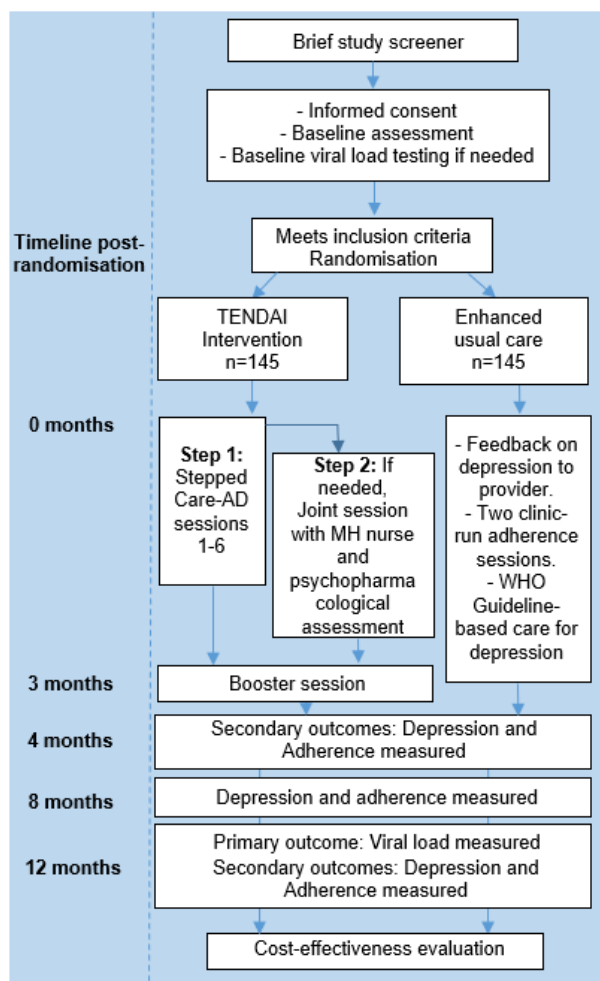 Brief study screener
- Informed consent
- Baseline assessment
- Baseline viral load testing if needed
Timeline post-
randomisation
Meets inclusion criteria
Randomisation
TENDAI
Intervention
n=145
Enhanced
usual care
n=145
0 months
Step 1:
Stepped
Care-AD
sessions
1-6
Step 2: If
needed,
Joint session
with MH nurse
and
psychopharma
cological
assessment
- Feedback on
depression to
provider.
- Two clinic-
run adherence
sessions.
- WHO
Guideline-
based care for
depression
3 months
Booster session
4 months
Secondary outcomes: Depression and
Adherence measured
8 months
Depression and adherence measured
12 months
Primary outcome: Viral load measured
Secondary outcomes: Depression and
Adherence measured
Cost-effectiveness evaluation